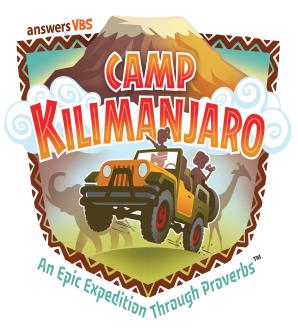 answers VBS
CAMP
KILIMANJARO
An Epic Expedition Through Proverbs™